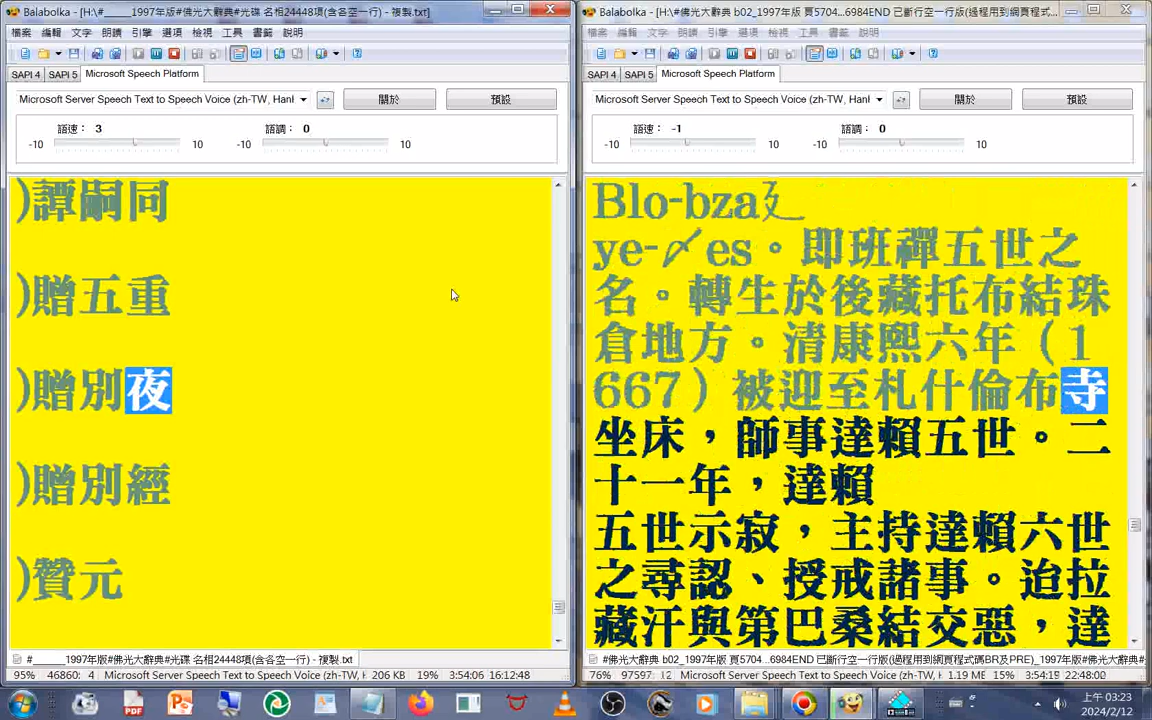 Balabolka - [H:\#_____1997年版#佛光大辭典#光碟 名相24448項(含各空一行) - 複製.txt]
檔案 編輯 文字 朗讀 引擎 選項 檢視 工具 書籤 說明
SAPI 4 SAPI 5 Microsoft Speech Platform
Microsoft Server Speech Text to Speech Voice (zh-TW, Hanl
關於 預設
語速： 3 語調： 0
-10 10 -10 10
)譚嗣同
)贈五重
)贈別夜
)贈別經
)贊元
#_____1997年版#佛光大辭典#光碟 名相24448項(含各空一行) - 複製.txt
95% 46860: 4 Microsoft Server Speech Text to Speech Voice (zh-TW, H 206 KB 19% 3:54:06 16:12:48
Balabolka - [H:\#佛光大辭典 b02_1997年版 頁5704...6984END 已斷行空一行版(過程用到網頁程式...
檔案 編輯 文字 朗讀 引擎 選項 檢視 工具 書籤 說明
SAPI 4 SAPI 5 Microsoft Speech Platform
Microsoft Server Speech Text to Speech Voice (zh-TW, Hanl
關於 預設
語速： -1 語調： 0
-10 10 -10 10
Blo-bza廴
ye-〆es。即班禪五世之
名。轉生於後藏托布結珠
倉地方。清康熙六年（1
667）被迎至札什倫布寺
坐床，師事達賴五世。二
十一年，達賴
五世示寂，主持達賴六世
之尋認、授戒諸事。迨拉
藏汗與第巴桑結交惡，達
#佛光大辭典 b02_1997年版 頁5704...6984END 已斷行空一行版(過程用到網頁程式碼BR及PRE)_1997年版#
76% 97597: Microsoft Server Speech Text to Speech Voice (zh-TW, H 1.19 ME 15% 3:54:1 22:48:00
上午 03:23
2024/2/12